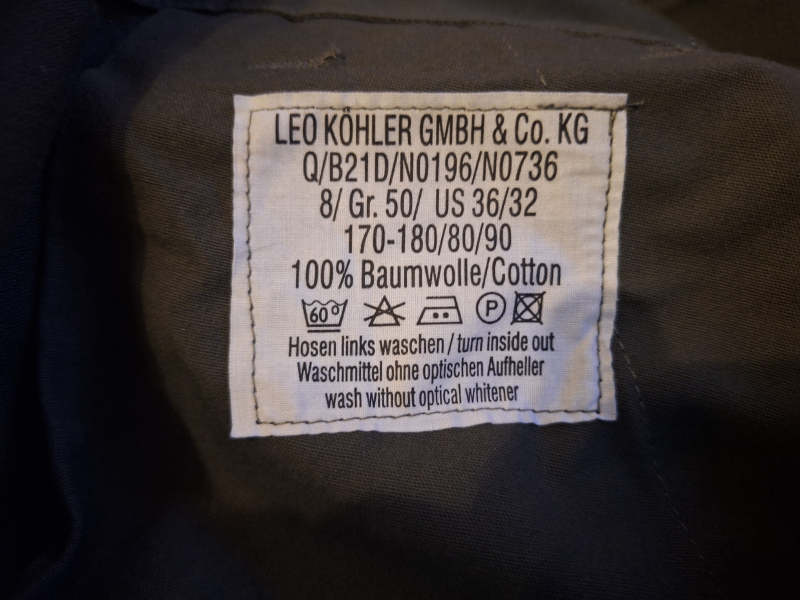 LEO KÖHLER GMBH & Co. KG
Q/B21D/N0196/N0736
8/ Gr. 50/ US 36/32
170-180/80/90
100% Baumwolle/Cotton
60° P
Hosen links waschen / turn inside out
Waschmittel ohne optischen Aufheller
wash without optical whitener